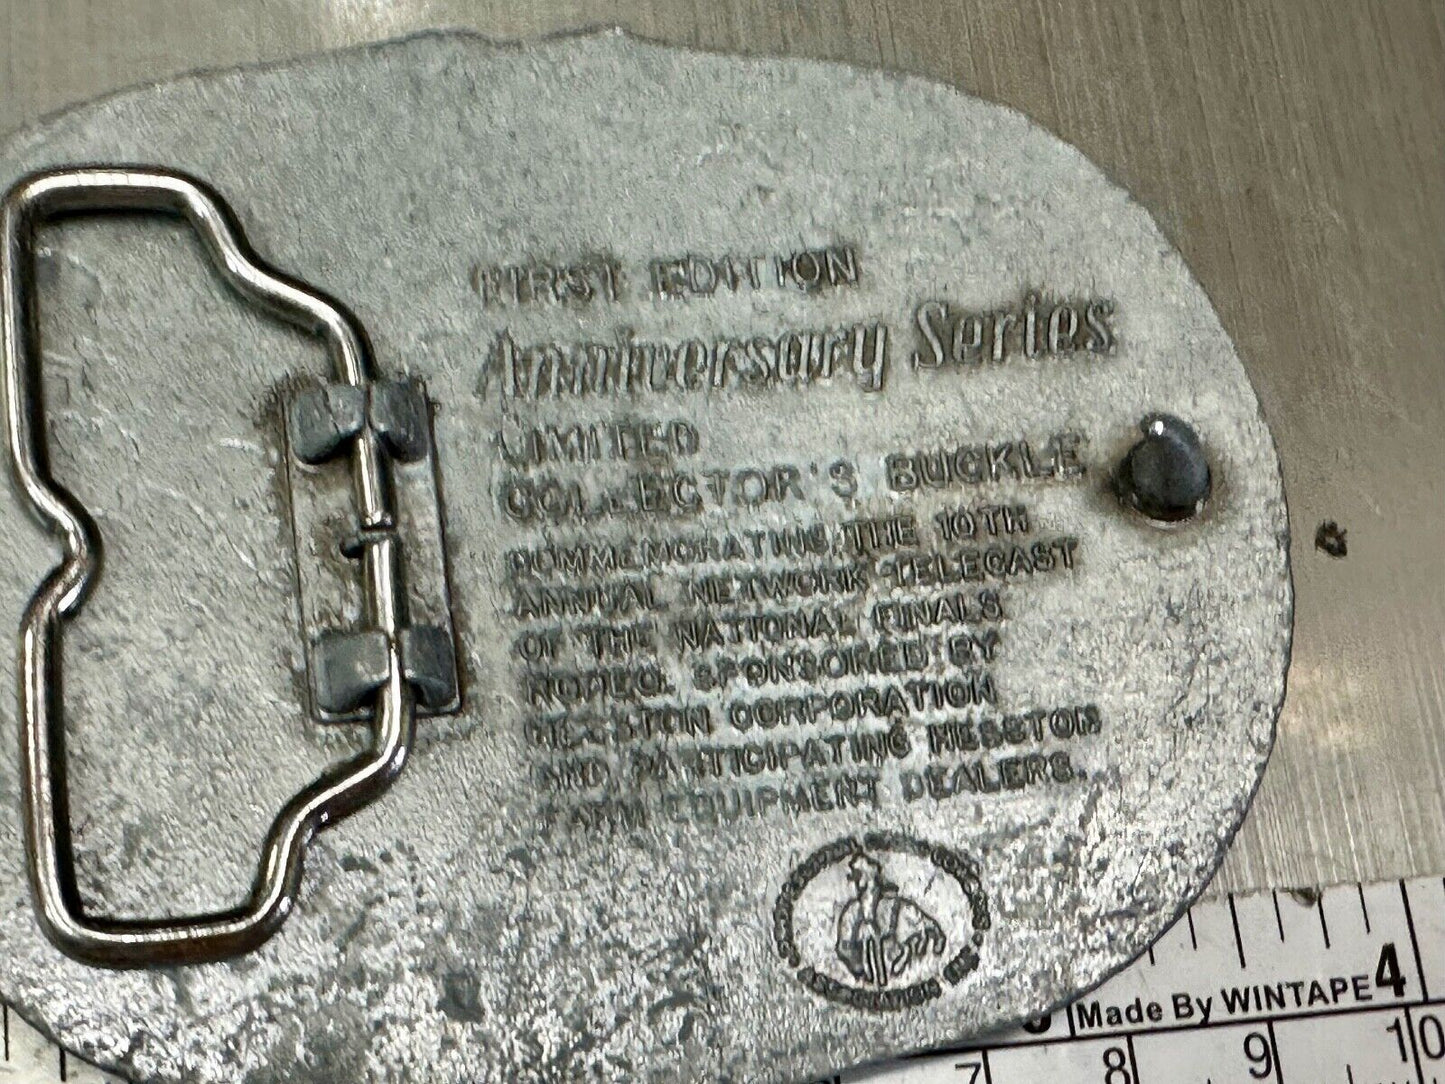 FIRST EDITION
Anniversary Series
LIMITED
COLLECTOR'S BUCKLE
COMMEMORATING THE 10TH
ANNUAL NETWORK TELECAST
OF THE NATIONAL FINALS
RODEO. SPONSORED BY
HESSTON CORPORATION
AND PARTICIPATING HESSTON
FARM EQUIPMENT DEALERS.
ASSOCIATION
Made By WINTAPE 4
7 8 9 10